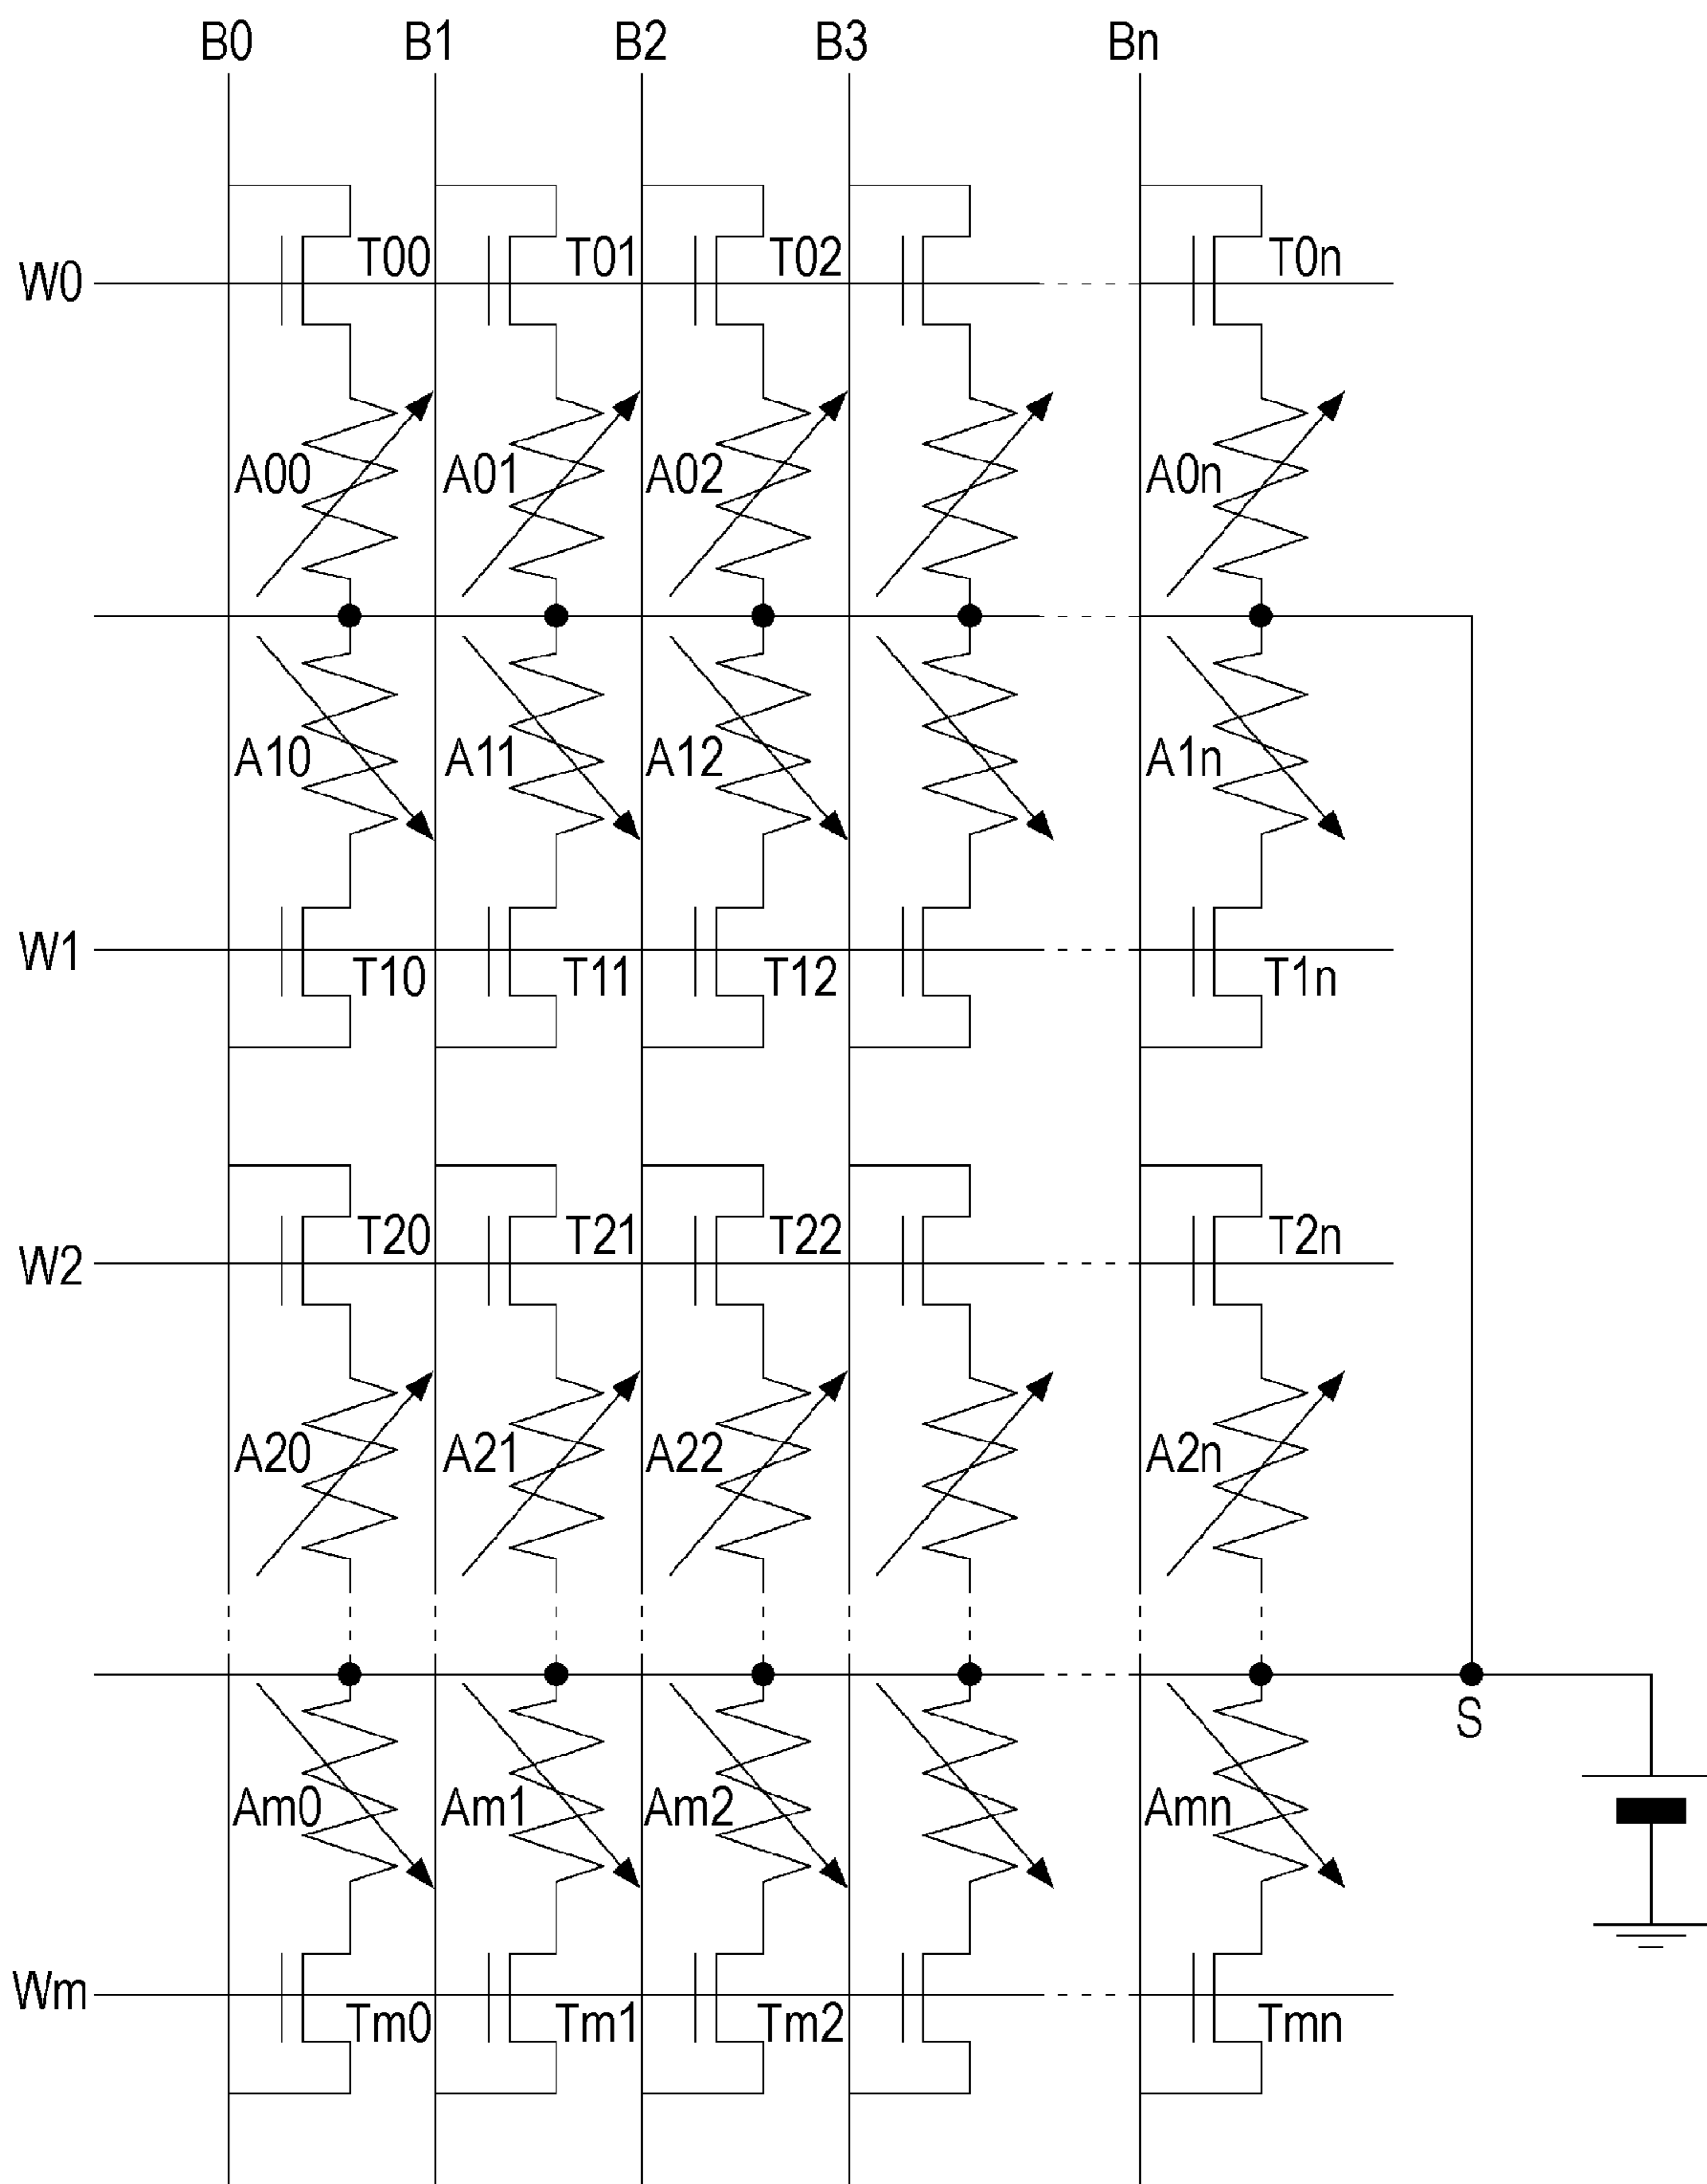 B0 B1 B2 B3 Bn
W0 T00 T01 T02 T0n
A00 A01 A02 A0n
A10 A11 A12 A1n
W1 T10 T11 T12 T1n
W2 T20 T21 T22 T2n
A20 A21 A22 A2n
S
Am0 Am1 Am2 Amn
Wm Tm0 Tm1 Tm2 Tmn